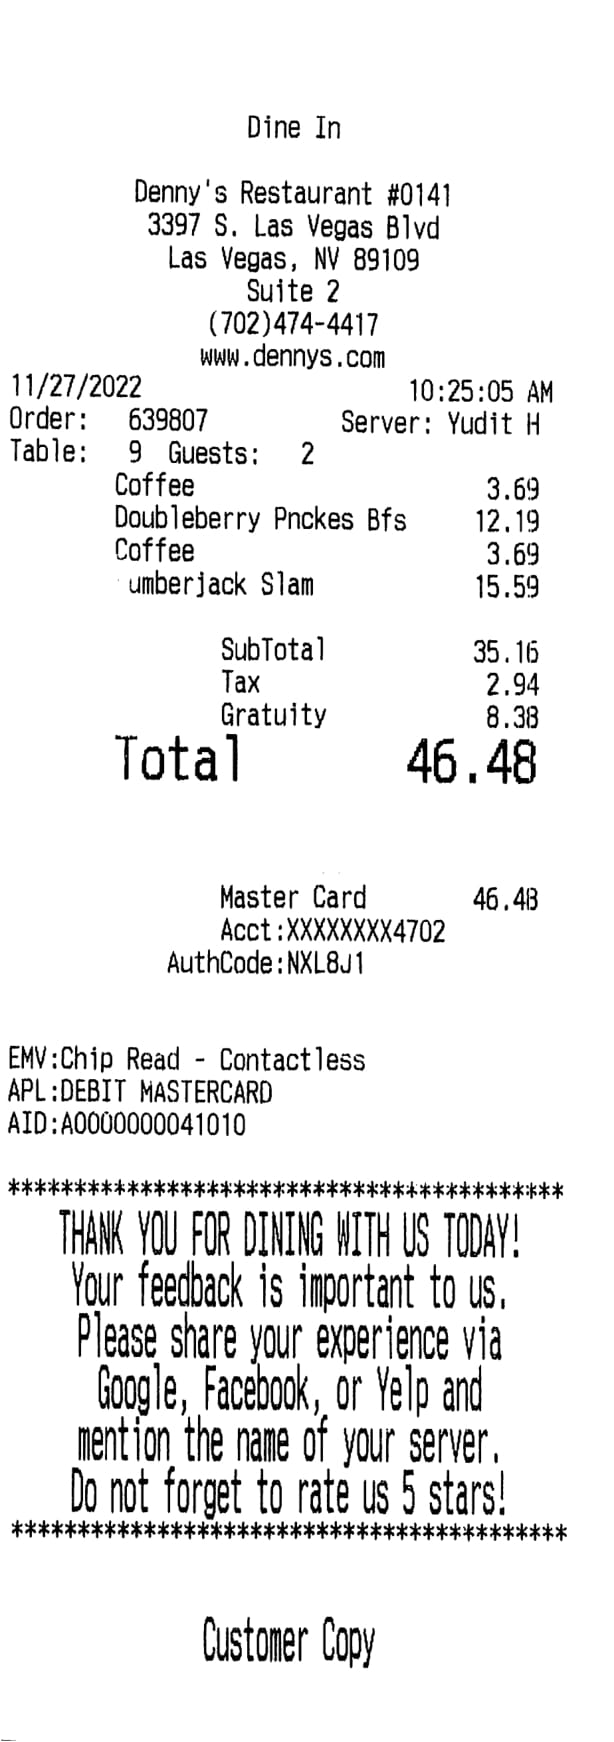 Dine In
Denny's Restaurant #0141
3397 S. Las Vegas Blvd
Las Vegas, NV 89109
Suite 2
(702)474-4417
www.dennys.com
11/27/2022 10:25:05 AM
Order: 639807 Server: Yudit H
Table: 9 Guests: 2
Coffee 3.69
Doubleberry Pnckes Bfs 12.19
Coffee 3.69
umberjack Slam 15.59
SubTotal 35.16
Tax 2.94
Gratuity 8.38
Total 46.48
Master Card 46.48
Acct:XXXXXXXX4702
AuthCode:NXL8J1
EMV:Chip Read - Contactless
APL:DEBIT MASTERCARD
AID:A0000000041010
******************************************
THANK YOU FOR DINING WITH US TODAY!
Your feedback is important to us.
Please share your experience via
Google, Facebook, or Yelp and
mention the name of your server.
Do not forget to rate us 5 stars!
******************************************
Customer Copy